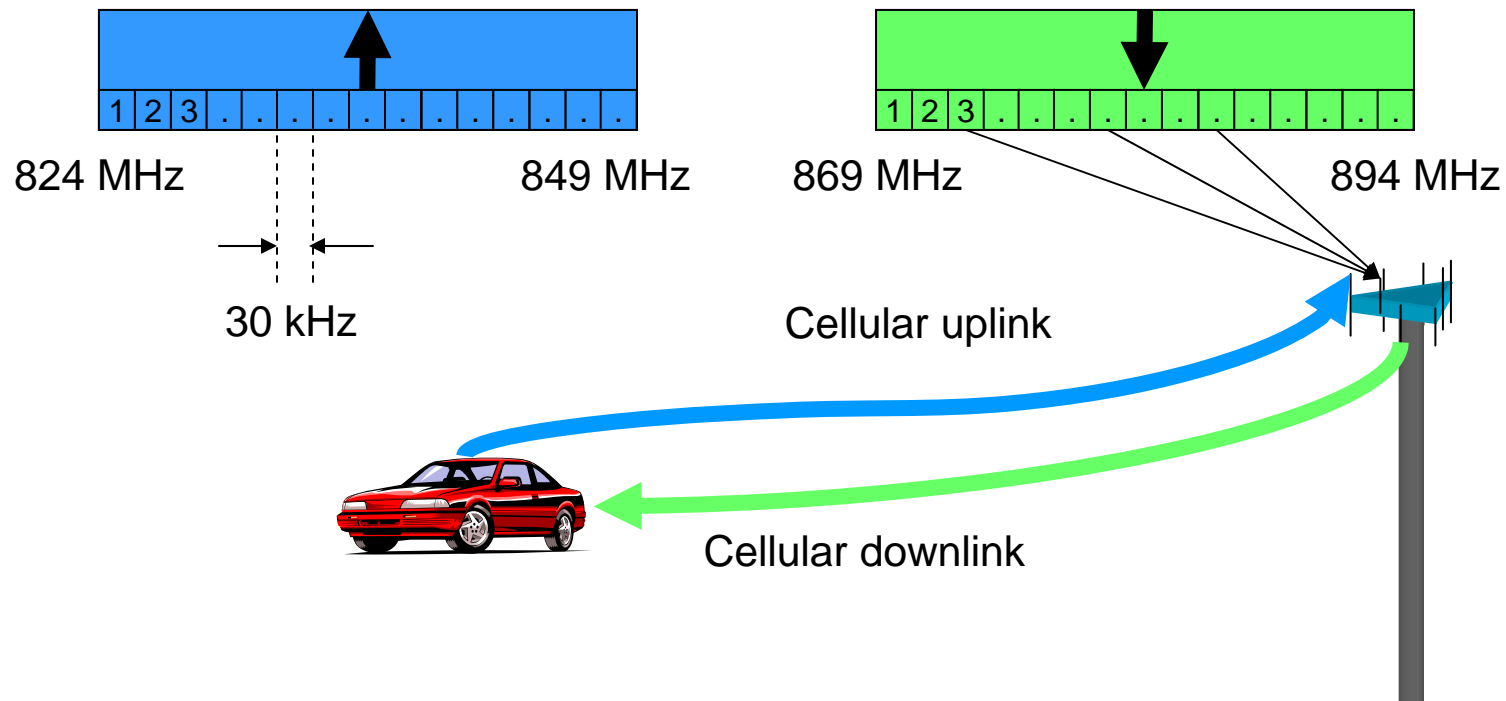 1 2 3 . . . . . . . . . . . .
1 2 3 . . . . . . . . . . . .
824 MHz
849 MHz
869 MHz
894 MHz
30 kHz
Cellular uplink
Cellular downlink